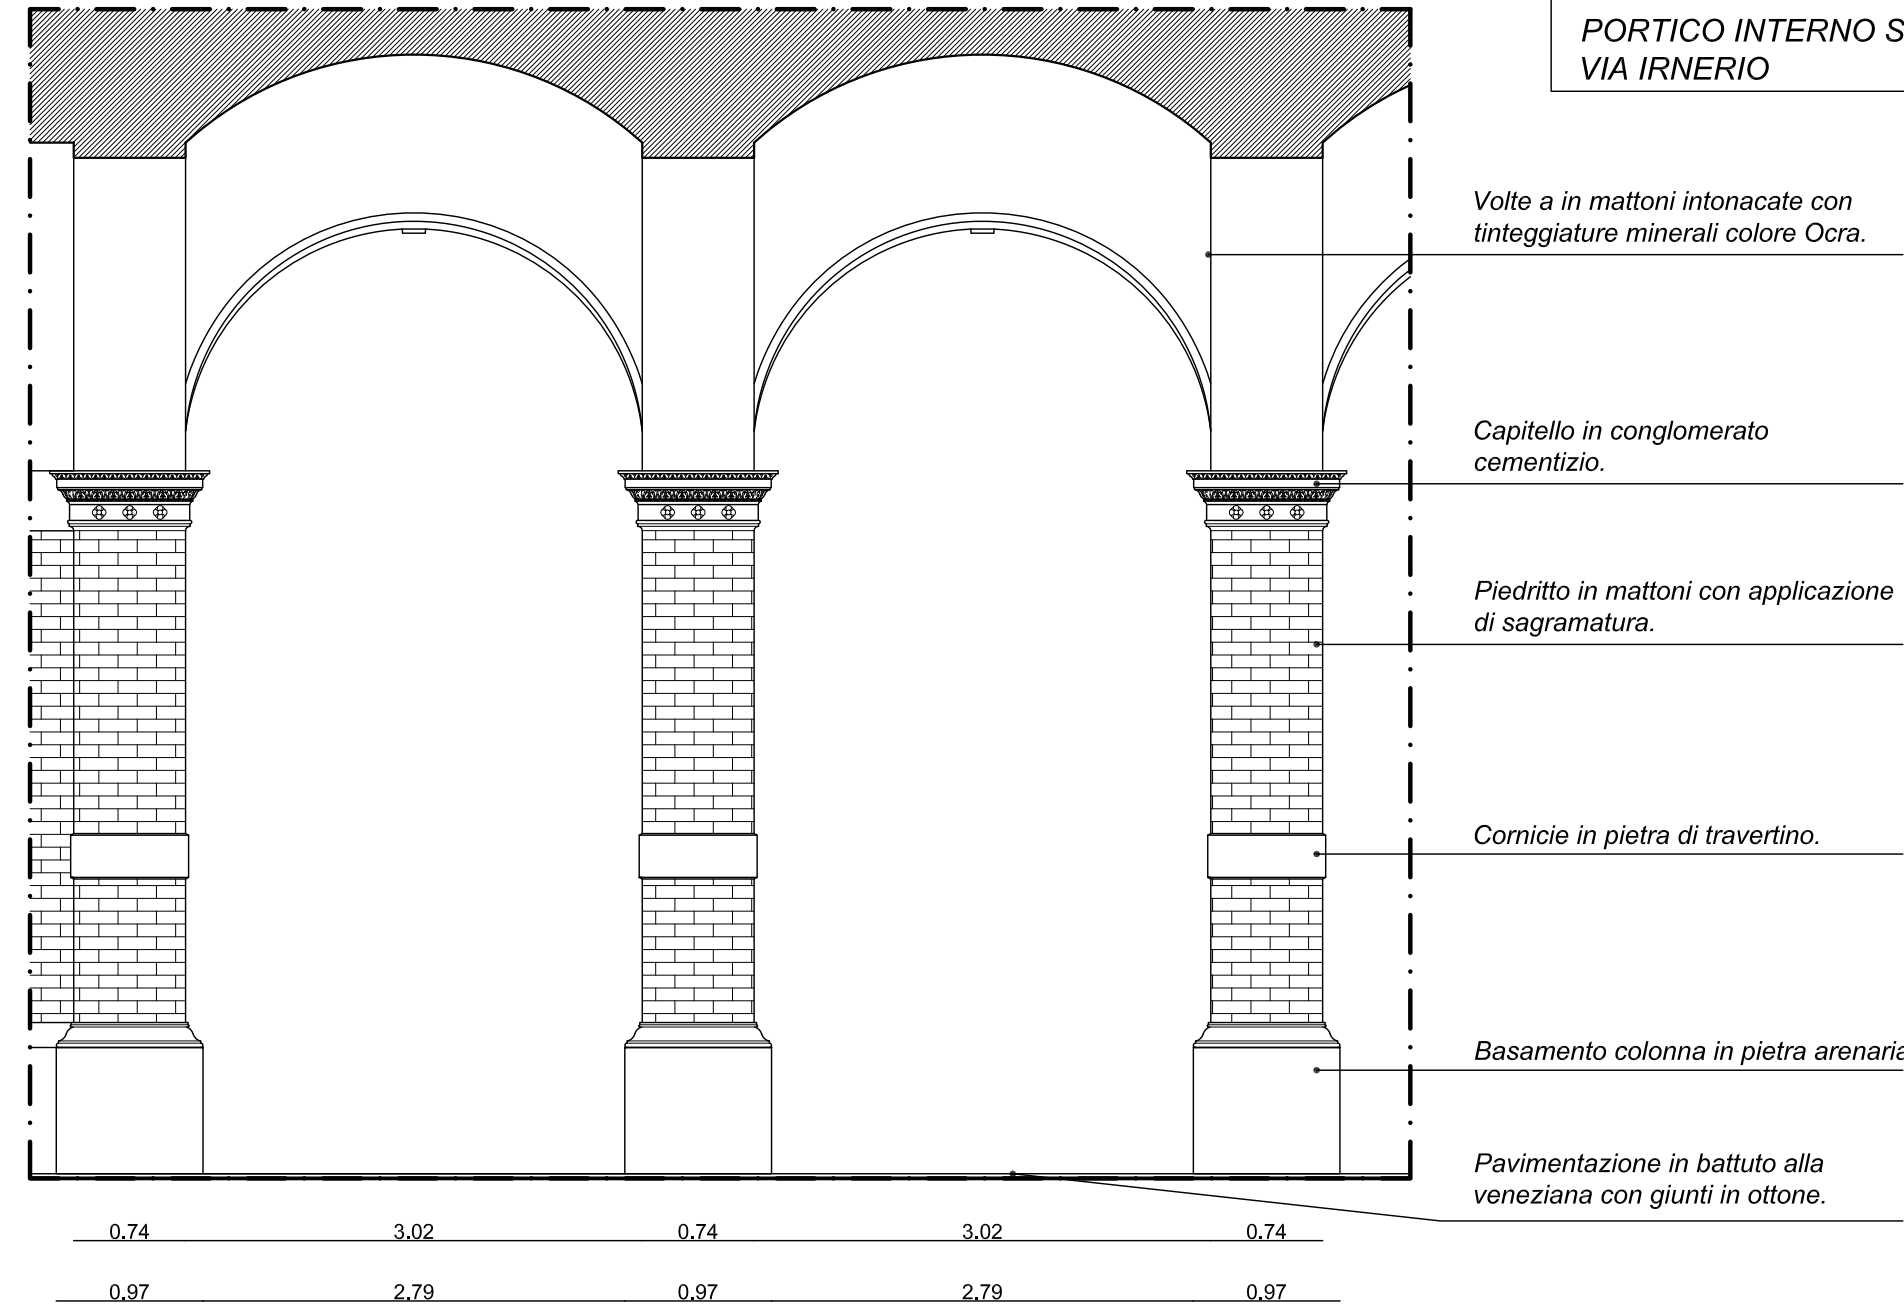 PORTICO INTERNO S
VIA IRNERIO
Volte a in mattoni intonacate con
tinteggiature minerali colore Ocra.
Capitello in conglomerato
cementizio.
Piedritto in mattoni con applicazione
di sagramatura.
Cornicie in pietra di travertino.
Basamento colonna in pietra arenaria
Pavimentazione in battuto alla
veneziana con giunti in ottone.
0.74 3.02 0.74 3.02 0.74
0.97 2.79 0.97 2.79 0.97